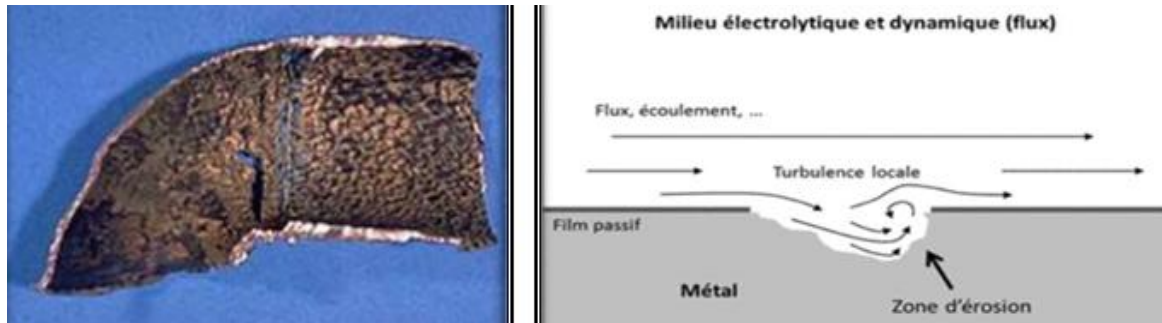 Milieu électrolytique et dynamique (flux)
Flux, écoulement, ...
Turbulence locale
Film passif
Métal
Zone d'érosion